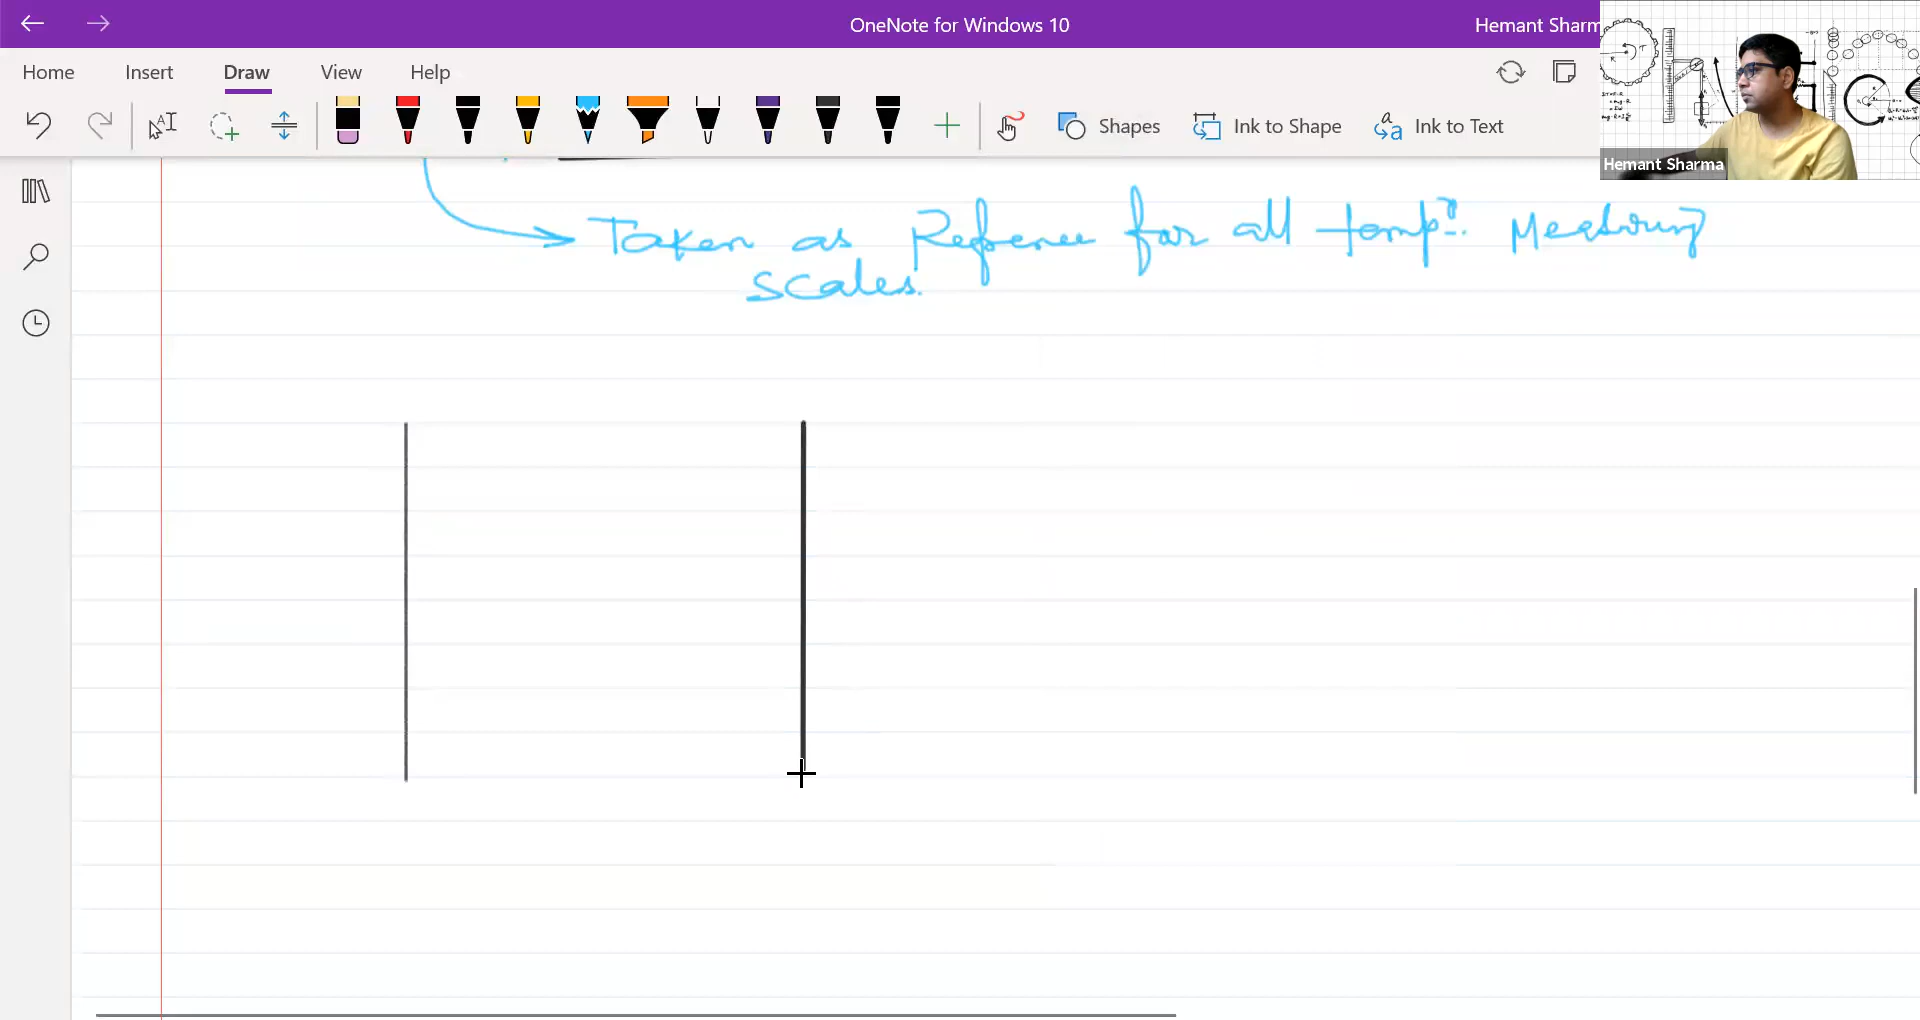 OneNote for Windows 10
Hemant Sharm
Home Insert Draw View Help
Shapes Ink to Shape Ink to Text
Hemant Sharma
Taken as Reference for all tempr. Measuring
scales.